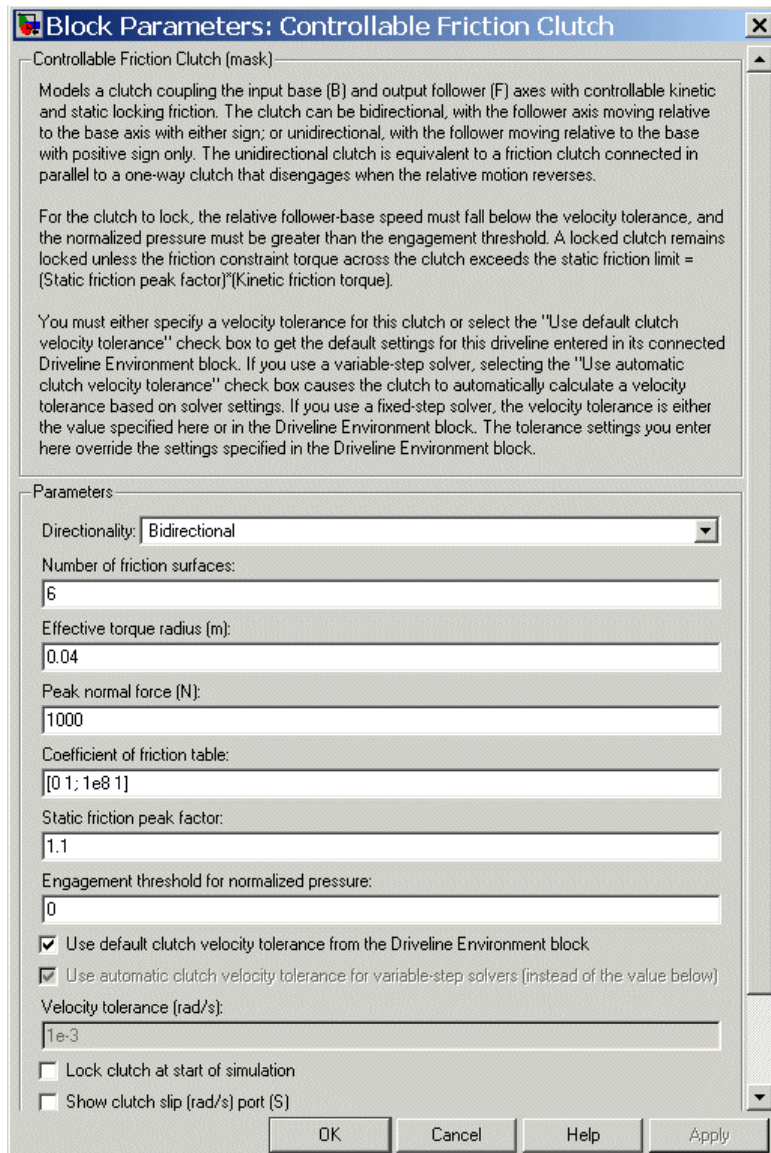 Block Parameters: Controllable Friction Clutch
Controllable Friction Clutch (mask)
Models a clutch coupling the input base (B) and output follower (F) axes with controllable kinetic
and static locking friction. The clutch can be bidirectional, with the follower axis moving relative
to the base axis with either sign; or unidirectional, with the follower moving relative to the base
with positive sign only. The unidirectional clutch is equivalent to a friction clutch connected in
parallel to a one-way clutch that disengages when the relative motion reverses.
For the clutch to lock, the relative follower-base speed must fall below the velocity tolerance, and
the normalized pressure must be greater than the engagement threshold. A locked clutch remains
locked unless the friction constraint torque across the clutch exceeds the static friction limit =
(Static friction peak factor)*(Kinetic friction torque).
You must either specify a velocity tolerance for this clutch or select the "Use default clutch
velocity tolerance" check box to get the default settings for this driveline entered in its connected
Driveline Environment block. If you use a variable-step solver, selecting the "Use automatic
clutch velocity tolerance" check box causes the clutch to automatically calculate a velocity
tolerance based on solver settings. If you use a fixed-step solver, the velocity tolerance is either
the value specified here or in the Driveline Environment block. The tolerance settings you enter
here override the settings specified in the Driveline Environment block.
Parameters
Directionality: Bidirectional
Number of friction surfaces:
6
Effective torque radius (m):
0.04
Peak normal force (N):
1000
Coefficient of friction table:
[0 1; 1e8 1]
Static friction peak factor:
1.1
Engagement threshold for normalized pressure:
0
Use default clutch velocity tolerance from the Driveline Environment block
Use automatic clutch velocity tolerance for variable-step solvers (instead of the value below)
Velocity tolerance (rad/s):
1e-3
Lock clutch at start of simulation
Show clutch slip (rad/s) port (S)
OK Cancel Help Apply